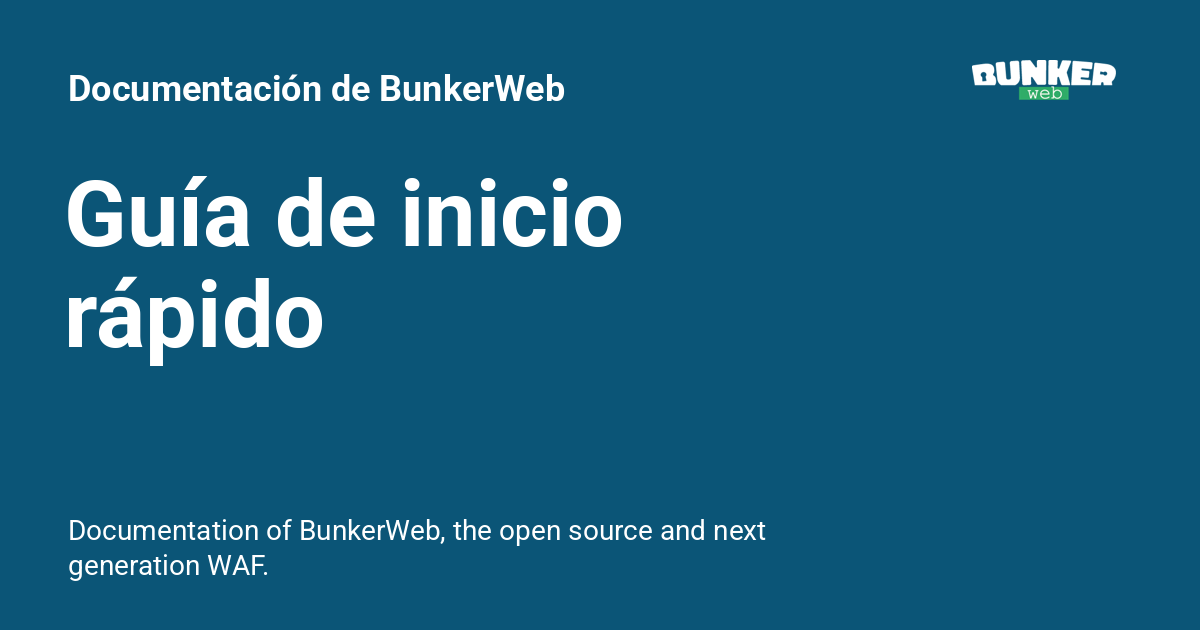 Documentación de BunkerWeb
BUNKER
web
Guía de inicio
rápido
Documentation of BunkerWeb, the open source and next
generation WAF.